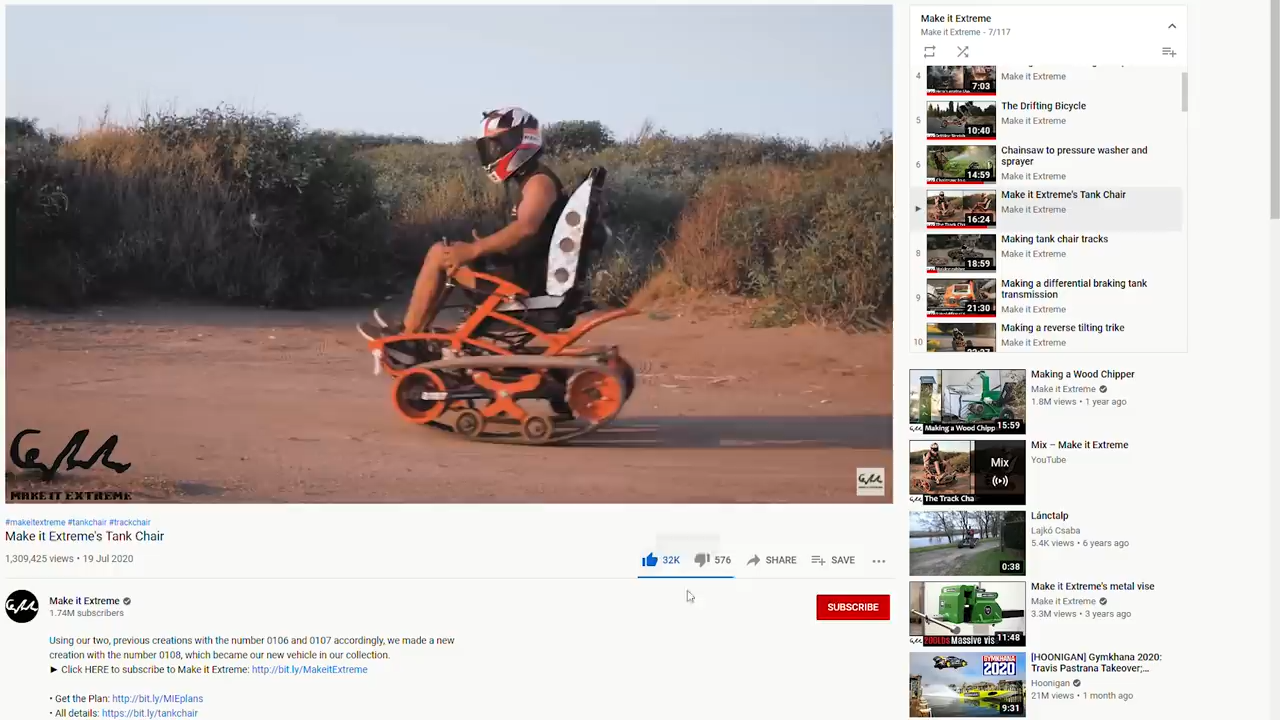 MAKE IT EXTREME
#makeitextreme #tankchair #trackchair
Make it Extreme's Tank Chair
1,309,425 views • 19 Jul 2020
32K
576
SHARE
SAVE
Make it Extreme
1.74M subscribers
SUBSCRIBE
Using our two, previous creations with the number 0106 and 0107 accordingly, we made a new
creation with the number 0108, which became a new vehicle in our collection.
► Click HERE to subscribe to Make it Extreme: http://bit.ly/MakeitExtreme
• Get the Plan: http://bit.ly/MIEplans
• All details: https://bit.ly/tankchair
Make it Extreme
Make it Extreme - 7/117
4
7:03
Make it Extreme
5
10:40
The Drifting Bicycle
Make it Extreme
6
14:59
Chainsaw to pressure washer and
sprayer
Make it Extreme
16:24
Make it Extreme's Tank Chair
Make it Extreme
8
18:59
Making tank chair tracks
Make it Extreme
9
21:30
Making a differential braking tank
transmission
Make it Extreme
10
Making a reverse tilting trike
Make it Extreme
Making a Wood Chipp
15:59
Making a Wood Chipper
Make it Extreme
1.8M views • 1 year ago
Mix
The Track Cha
Mix – Make it Extreme
YouTube
0:38
Lánctalp
Lajkó Csaba
5.4K views • 6 years ago
200Lbs Massive vis
11:48
Make it Extreme's metal vise
Make it Extreme
3.3M views • 3 years ago
GYMKHANA
2020
9:31
[HOONIGAN] Gymkhana 2020:
Travis Pastrana Takeover;...
Hoonigan
21M views • 1 month ago